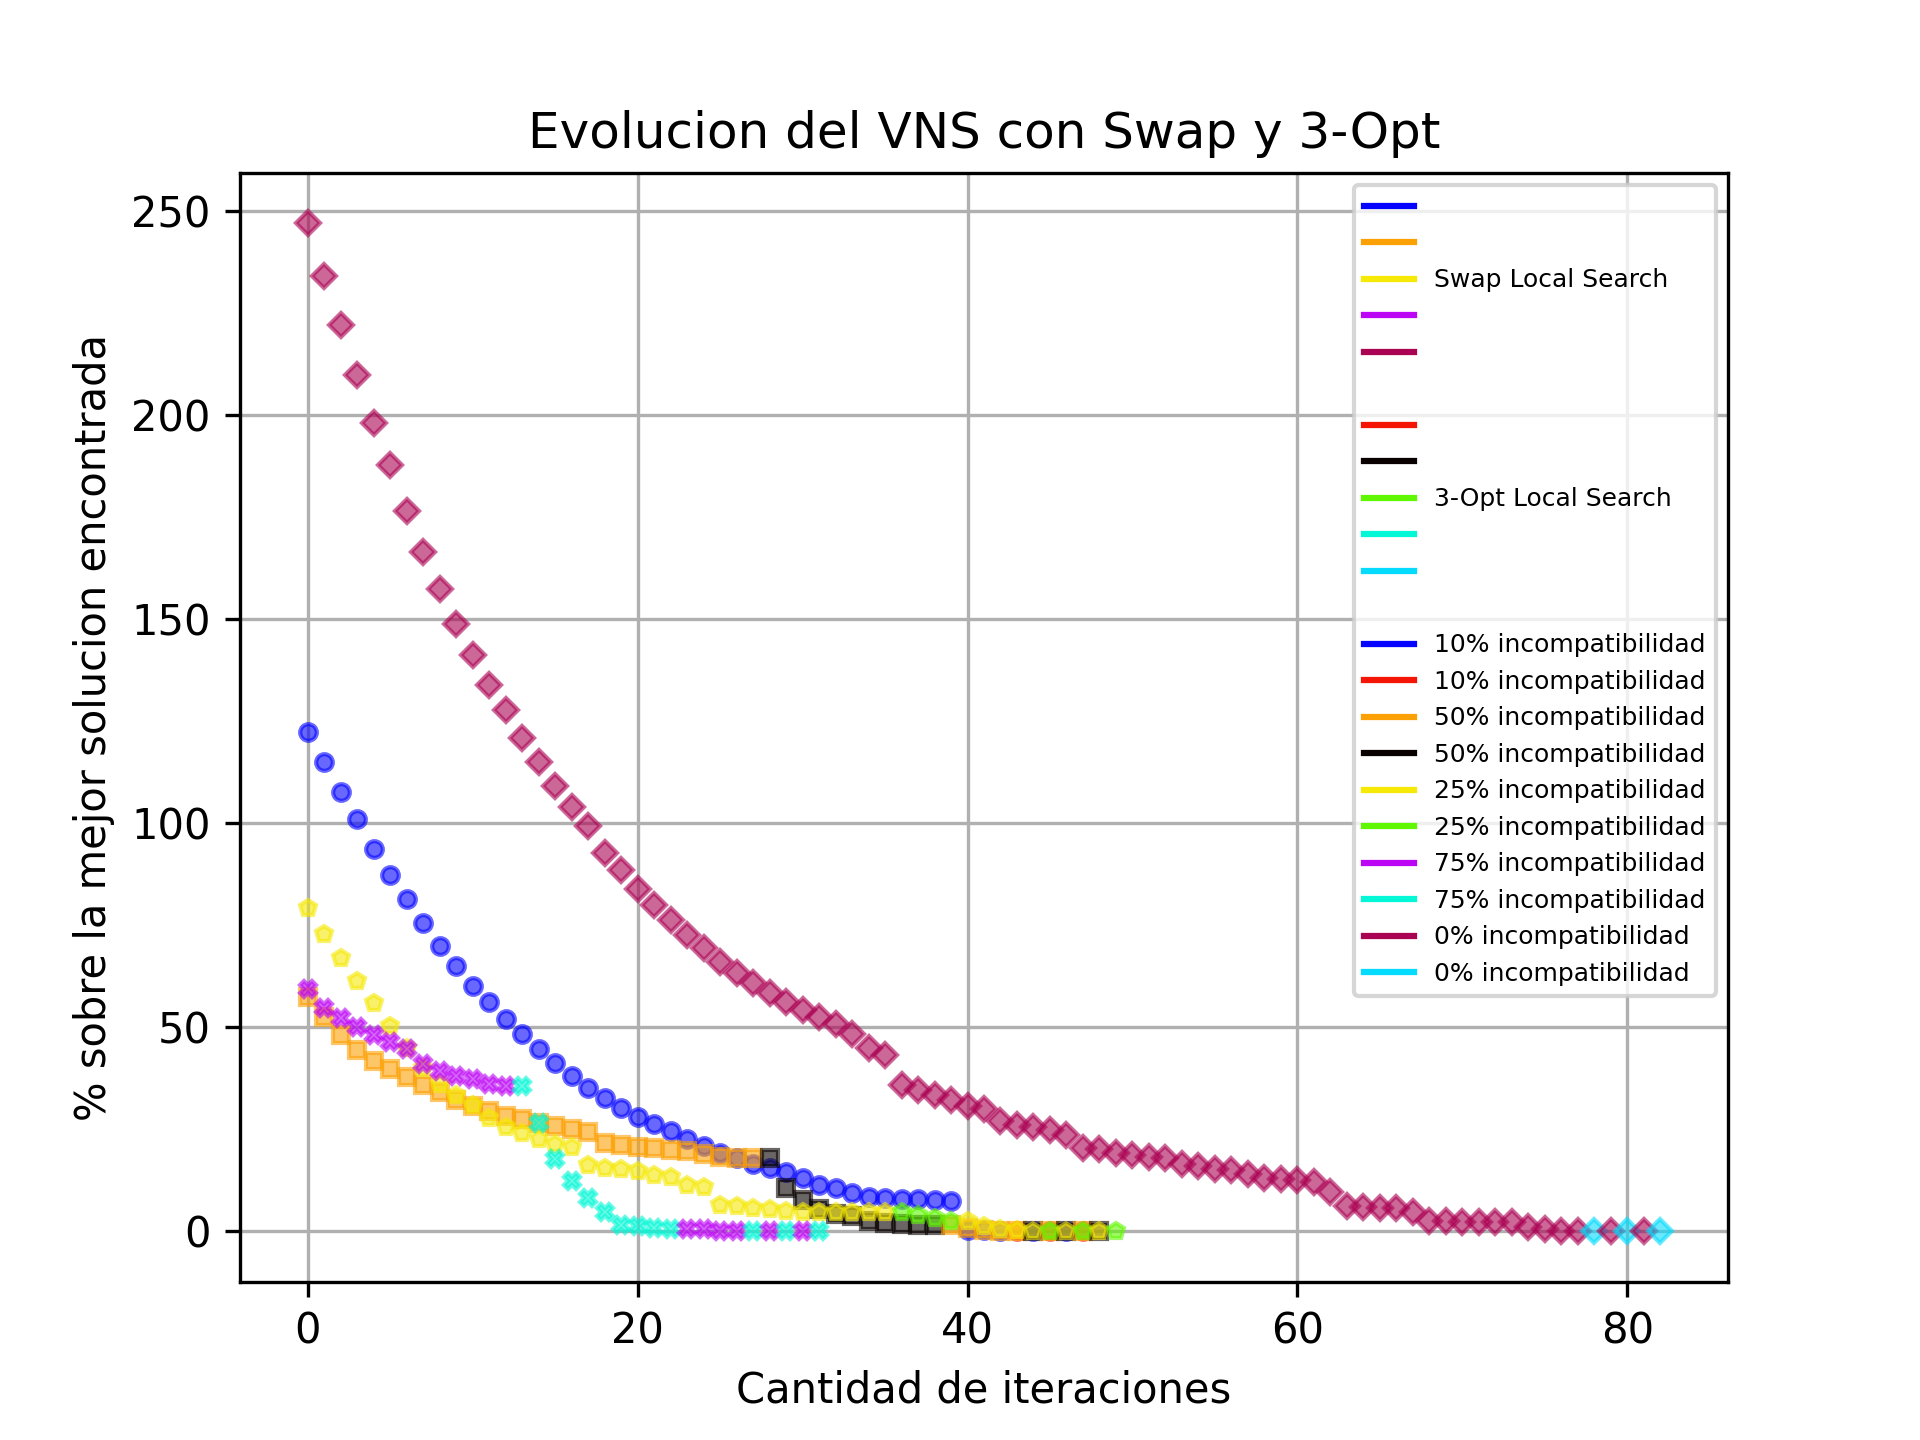 Evolucion del VNS con Swap y 3-Opt
% sobre la mejor solucion encontrada
250
200
150
100
50
0
0 20 40 60 80
Cantidad de iteraciones
Swap Local Search
3-Opt Local Search
10% incompatibilidad
10% incompatibilidad
50% incompatibilidad
50% incompatibilidad
25% incompatibilidad
25% incompatibilidad
75% incompatibilidad
75% incompatibilidad
0% incompatibilidad
0% incompatibilidad